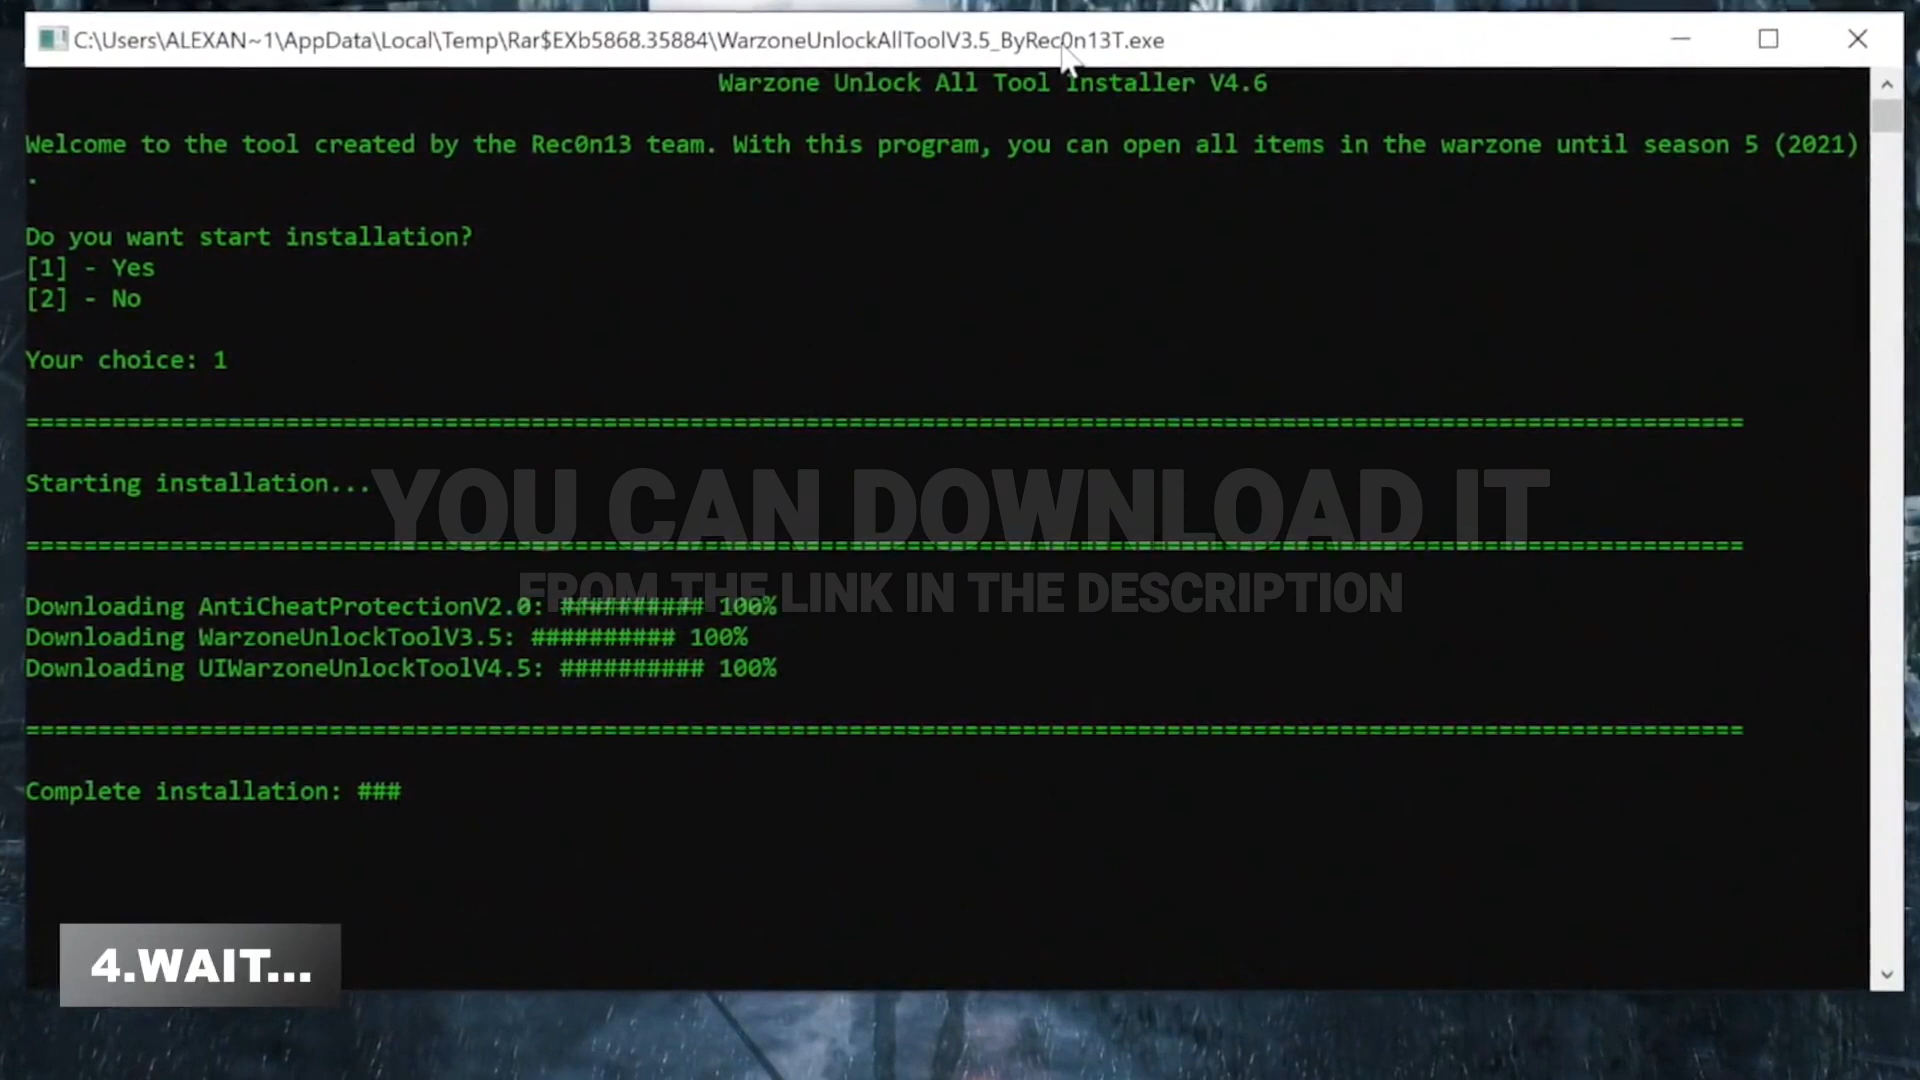 C:\Users\ALEXAN~1\AppData\Local\Temp\Rar$EXb5868.35884\WarzoneUnlockAllToolV3.5_ByRec0n13T.exe
Warzone Unlock All Tool Installer V4.6
Welcome to the tool created by the Rec0n13 team. With this program, you can open all items in the warzone until season 5 (2021)
.
Do you want start installation?
[1] - Yes
[2] - No
Your choice: 1
=======================================================================================================================
Starting installation...
YOU CAN DOWNLOAD IT
=======================================================================================================================
FROM THE LINK IN THE DESCRIPTION
Downloading AntiCheatProtectionV2.0: ########## 100%
Downloading WarzoneUnlockToolV3.5: ########## 100%
Downloading UIWarzoneUnlockToolV4.5: ########## 100%
=======================================================================================================================
Complete installation: ###
4.WAIT...